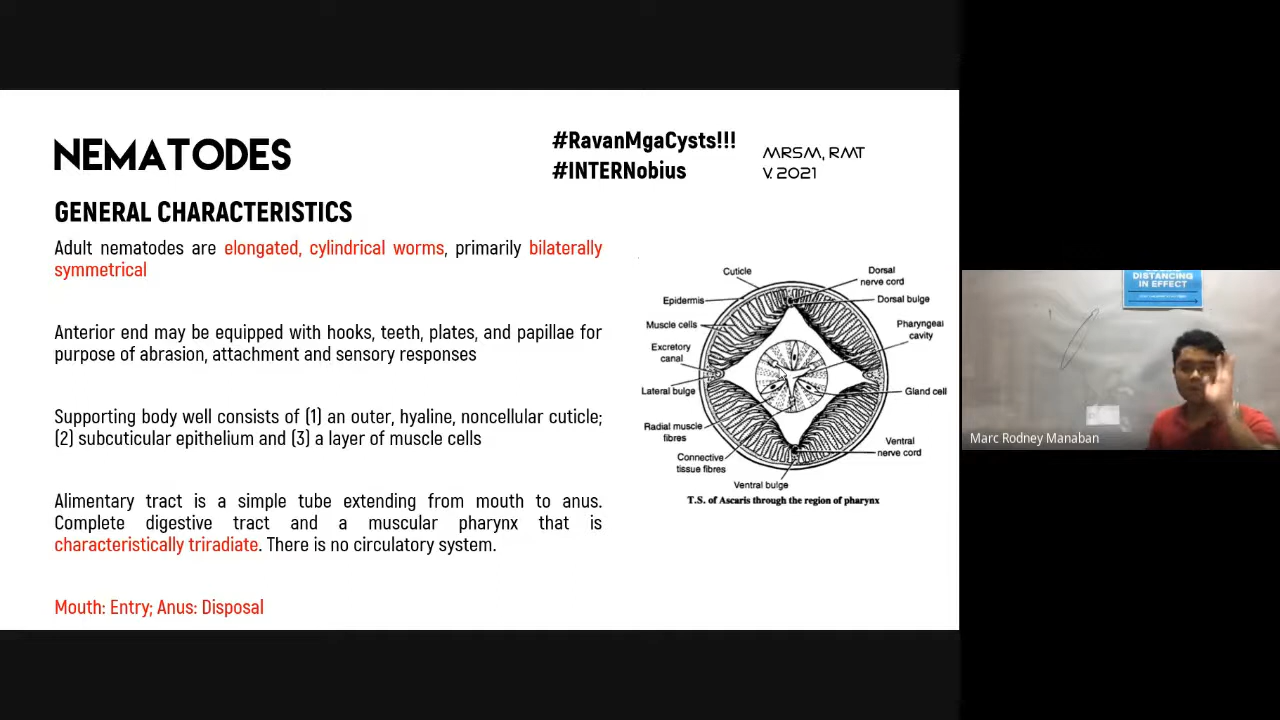 NEMATODES
#RavanMgaCysts!!!
#INTERNobius
MRSM, RMT
V. 2021
GENERAL CHARACTERISTICS
Adult nematodes are elongated, cylindrical worms, primarily bilaterally
symmetrical
Anterior end may be equipped with hooks, teeth, plates, and papillae for
purpose of abrasion, attachment and sensory responses
Supporting body well consists of (1) an outer, hyaline, noncellular cuticle;
(2) subcuticular epithelium and (3) a layer of muscle cells
Alimentary tract is a simple tube extending from mouth to anus.
Complete digestive tract and a muscular pharynx that is
characteristically triradiate. There is no circulatory system.
Mouth: Entry; Anus: Disposal
Cuticle
Epidermis
Muscle cells
Excretory
canal
Lateral bulge
Radial muscle
fibres
Connective
tissue fibres
Ventral bulge
Dorsal
nerve cord
Dorsal bulge
Pharyngeal
cavity
Gland cell
Ventral
nerve cord
T.S. of Ascaris through the region of pharynx
DISTANCING
IN EFFECT
Marc Rodney Manaban